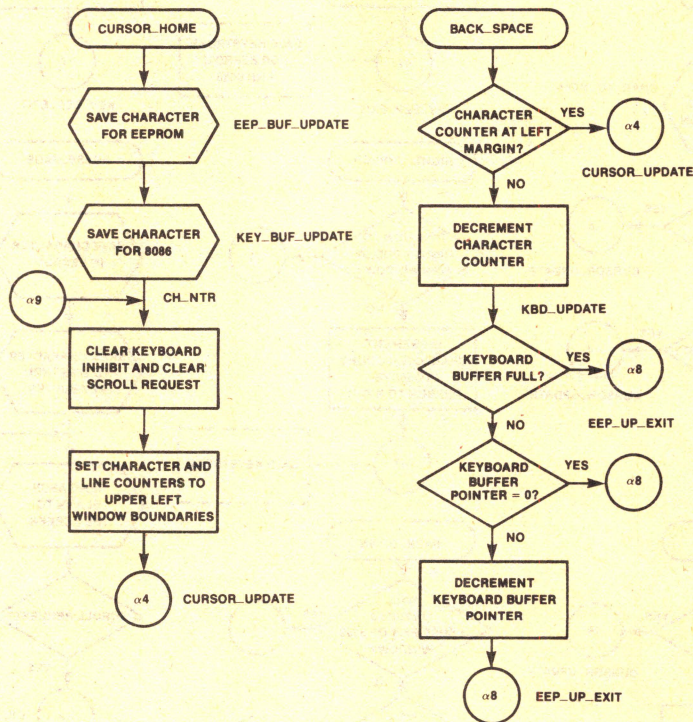 CURSOR_HOME
SAVE CHARACTER
FOR EEPROM
EEP_BUF_UPDATE
SAVE CHARACTER
FOR 8086
KEY_BUF_UPDATE
α9
CH_NTR
CLEAR KEYBOARD
INHIBIT AND CLEAR
SCROLL REQUEST
SET CHARACTER AND
LINE COUNTERS TO
UPPER LEFT
WINDOW BOUNDARIES
α4
CURSOR_UPDATE
BACK_SPACE
CHARACTER
COUNTER AT LEFT
MARGIN?
YES
α4
CURSOR_UPDATE
NO
DECREMENT
CHARACTER
COUNTER
KBD_UPDATE
KEYBOARD
BUFFER FULL?
YES
α8
EEP_UP_EXIT
NO
KEYBOARD
BUFFER
POINTER = 0?
YES
α8
NO
DECREMENT
KEYBOARD BUFFER
POINTER
α8
EEP_UP_EXIT